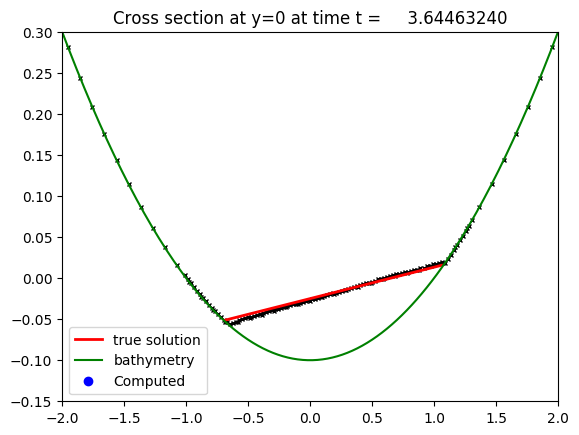 Cross section at y=0 at time t = 3.64463240
0.30
0.25
0.20
0.15
0.10
0.05
0.00
−0.05
−0.10
−0.15
true solution
bathymetry
Computed
−2.0 −1.5 −1.0 −0.5 0.0 0.5 1.0 1.5 2.0